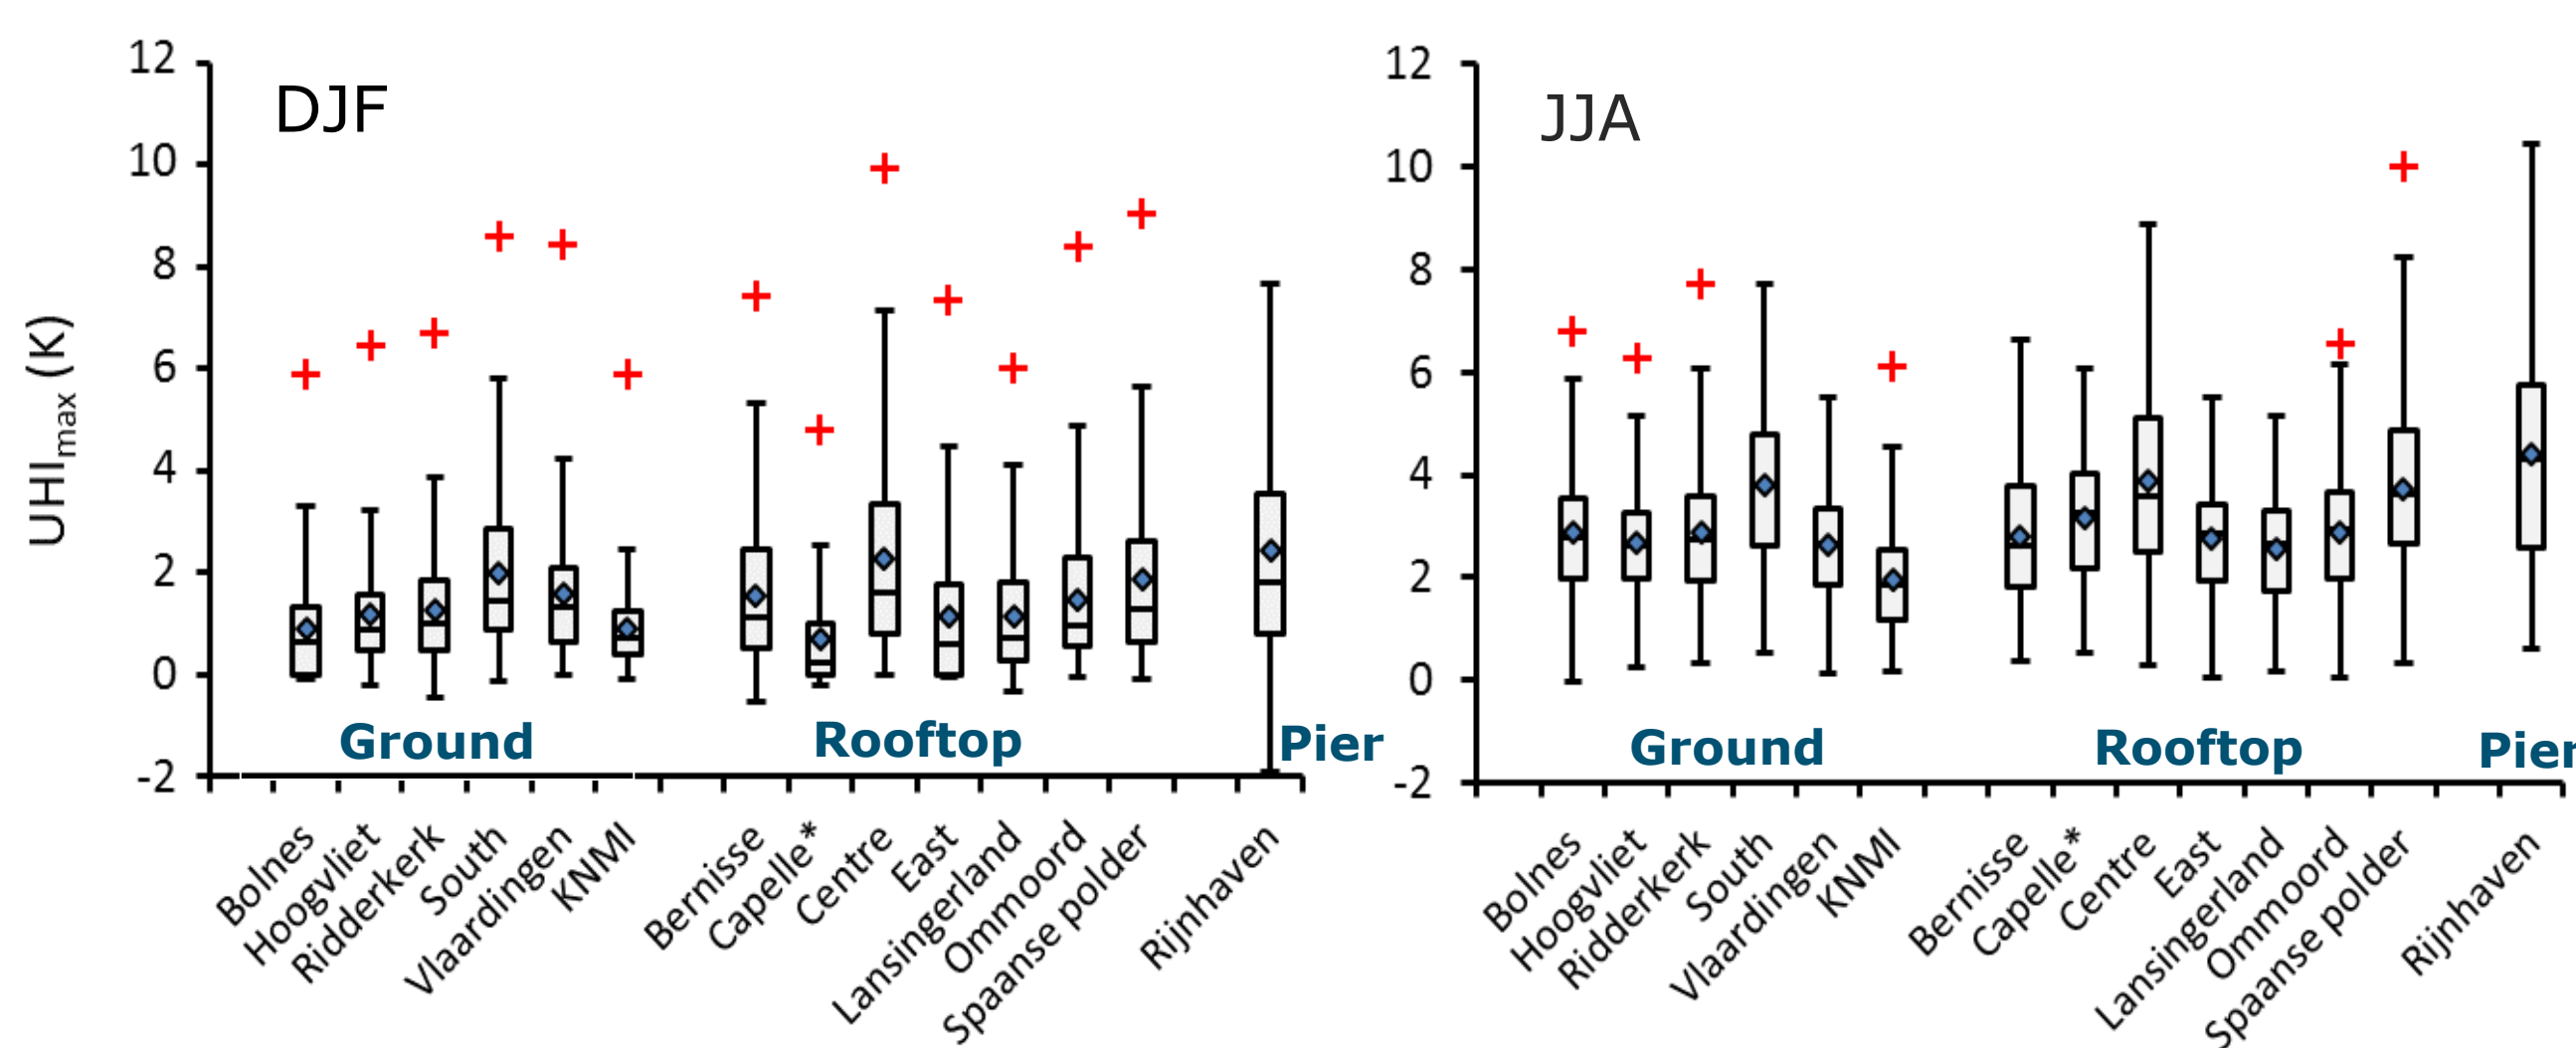 DJF
UHImax (K)
12
10
8
6
4
2
0
-2
Ground
Rooftop
Pier
Bolnes
Hoogvliet
Ridderkerk
South
Vlaardingen
KNMI
Bernisse
Capelle*
Centre
East
Lansingerland
Ommoord
Spaanse polder
Rijnhaven
JJA
12
10
8
6
4
2
0
-2
Ground
Rooftop
Pier
Bolnes
Hoogvliet
Ridderkerk
South
Vlaardingen
KNMI
Bernisse
Capelle*
Centre
East
Lansingerland
Ommoord
Spaanse polder
Rijnhaven